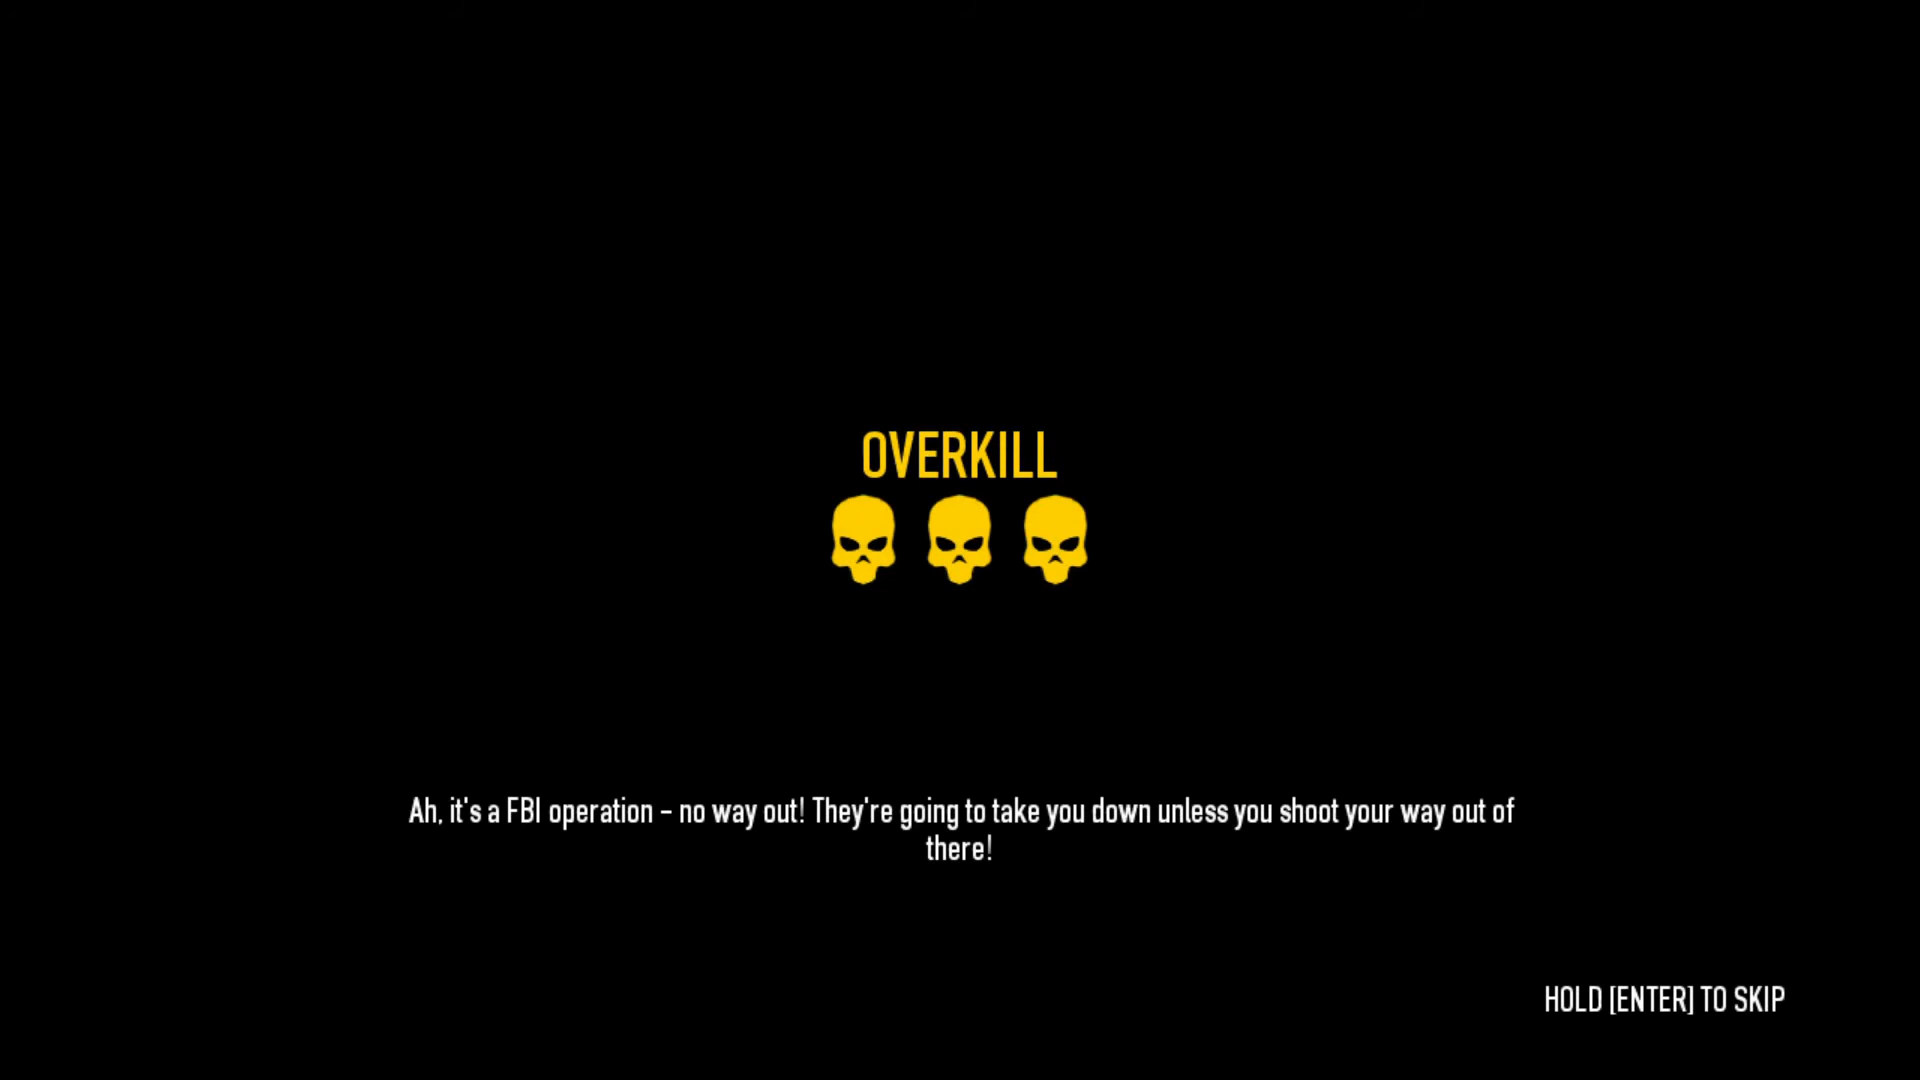 OVERKILL
Ah, it's a FBI operation - no way out! They're going to take you down unless you shoot your way out of
there!
HOLD [ENTER] TO SKIP